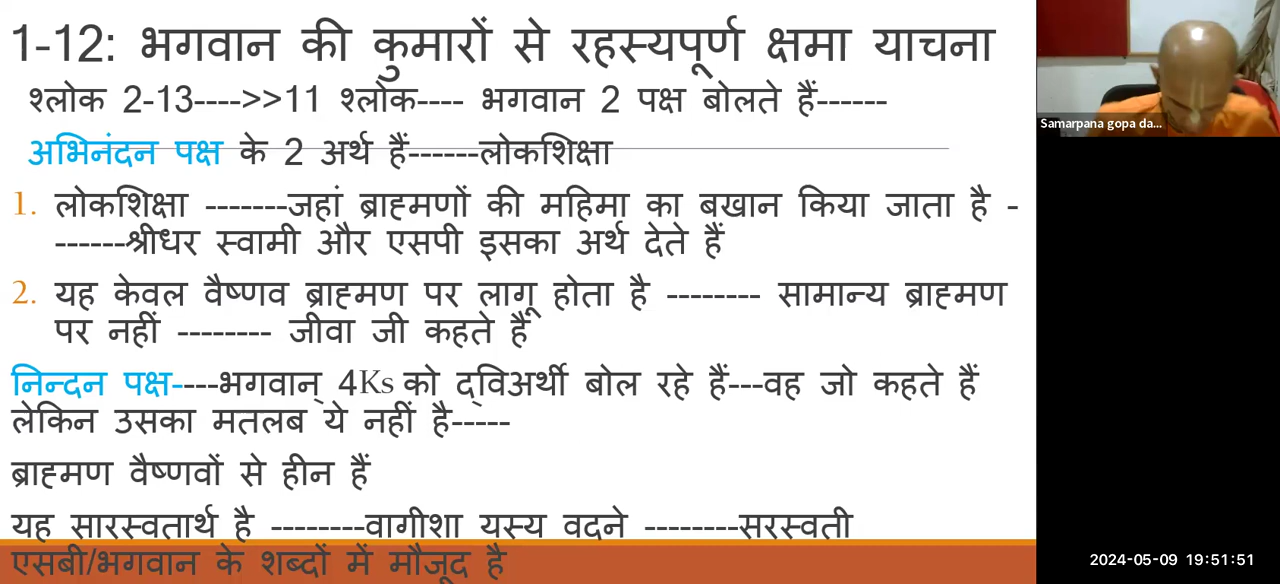 1-12: भगवान की कुमारों से रहस्यपूर्ण क्षमा याचना
श्लोक 2-13---->>11 श्लोक---- भगवान 2 पक्ष बोलते हैं------
अभिनंदन पक्ष के 2 अर्थ हैं------लोकशिक्षा
1. लोकशिक्षा -------जहां ब्राह्मणों की महिमा का बखान किया जाता है -
------श्रीधर स्वामी और एसपी इसका अर्थ देते हैं
2. यह केवल वैष्णव ब्राह्मण पर लागू होता है -------- सामान्य ब्राह्मण
पर नहीं -------- जीवा जी कहते हैं
निन्दन पक्ष----भगवान् 4Ks को द्विअर्थी बोल रहे हैं---वह जो कहते हैं
लेकिन उसका मतलब ये नहीं है-----
ब्राह्मण वैष्णवों से हीन हैं
यह सारस्वतार्थ है --------वागीशा यस्य वदने --------सरस्वती
एसबी/भगवान के शब्दों में मौजूद है
Samarpana gopa da...
2024-05-09 19:51:51